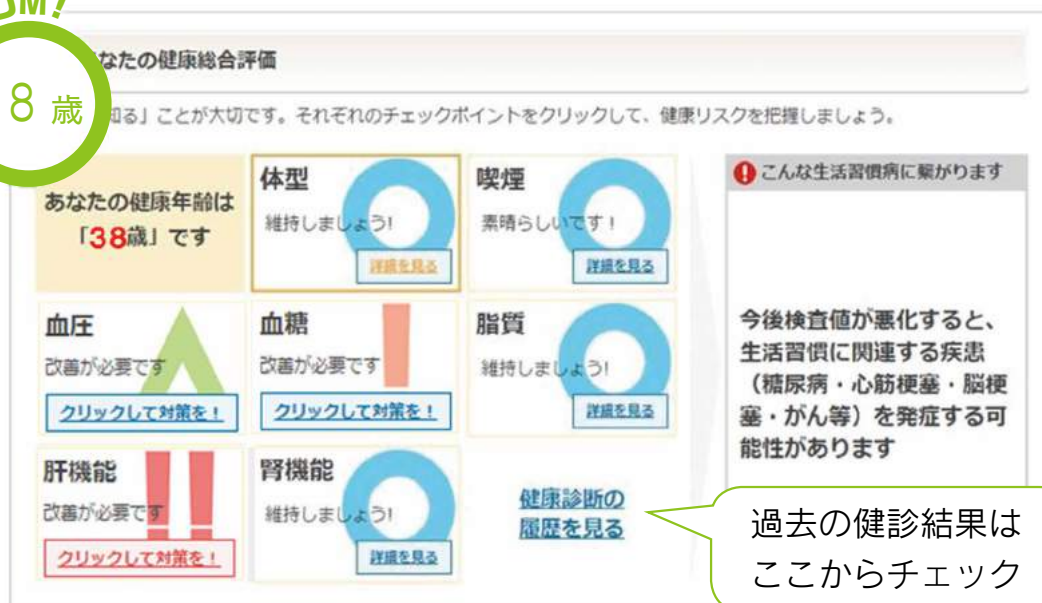 OM!
8 歳
なたの健康総合評価
知る」ことが大切です。それぞれのチェックポイントをクリックして、健康リスクを把握しましょう。
あなたの健康年齢は
「38歳」です
体型
維持しましょう!
詳細を見る
喫煙
素晴らしいです!
詳細を見る
血圧
改善が必要です
クリックして対策を!
血糖
改善が必要です
クリックして対策を!
脂質
維持しましょう!
詳細を見る
肝機能
改善が必要です
クリックして対策を!
腎機能
維持しましょう!
詳細を見る
健康診断の
履歴を見る
こんな生活習慣病に繋がります
今後検査値が悪化すると、
生活習慣に関連する疾患
(糖尿病・心筋梗塞・脳梗
塞・がん等)を発症する可
能性があります
過去の健診結果は
ここからチェック